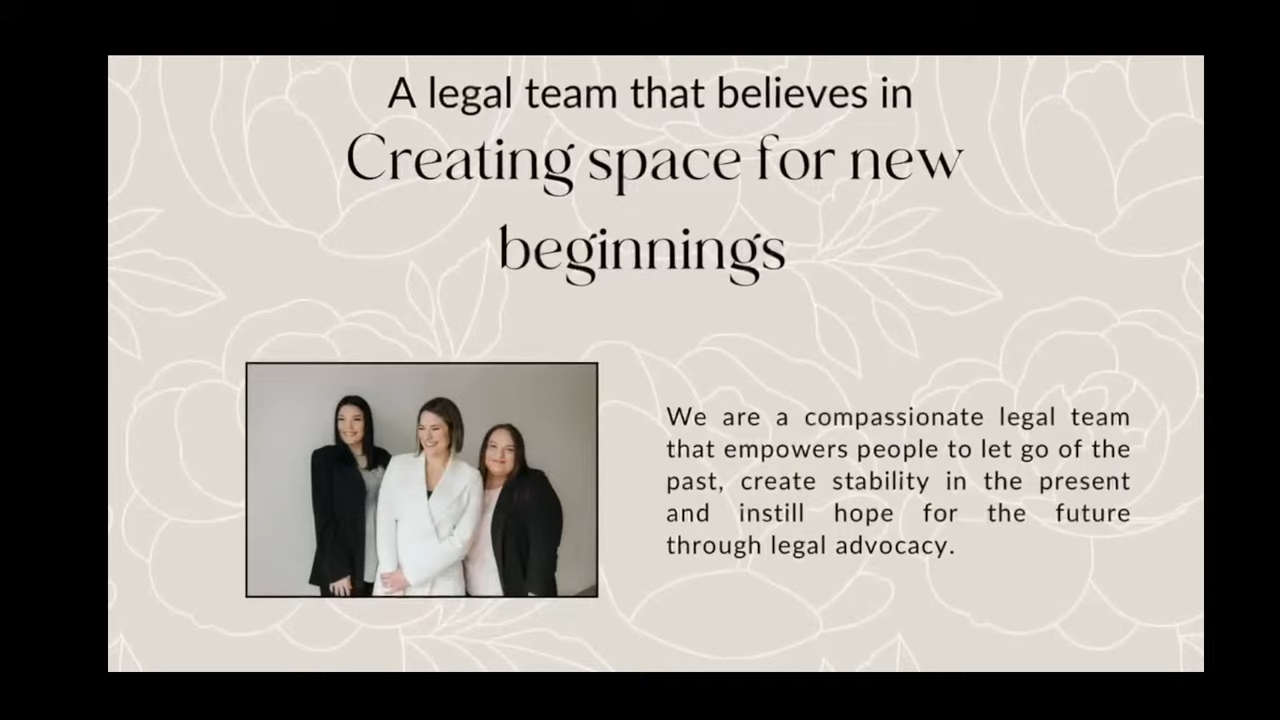 A legal team that believes in
Creating space for new
beginnings
We are a compassionate legal team
that empowers people to let go of the
past, create stability in the present
and instill hope for the future
through legal advocacy.